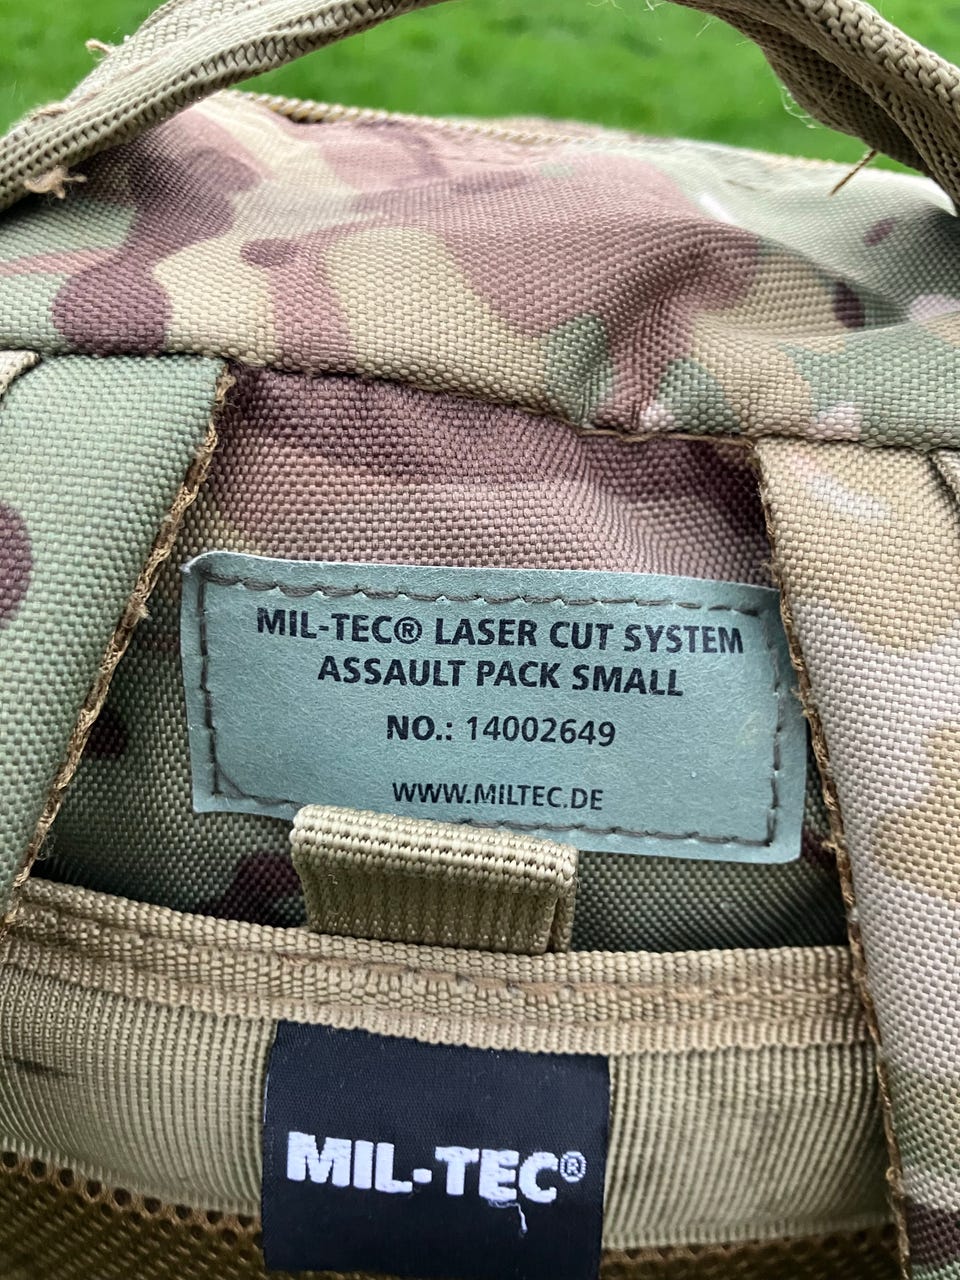 MIL-TEC® LASER CUT SYSTEM
ASSAULT PACK SMALL
NO.: 14002649
WWW.MILTEC.DE
MIL-TEC®